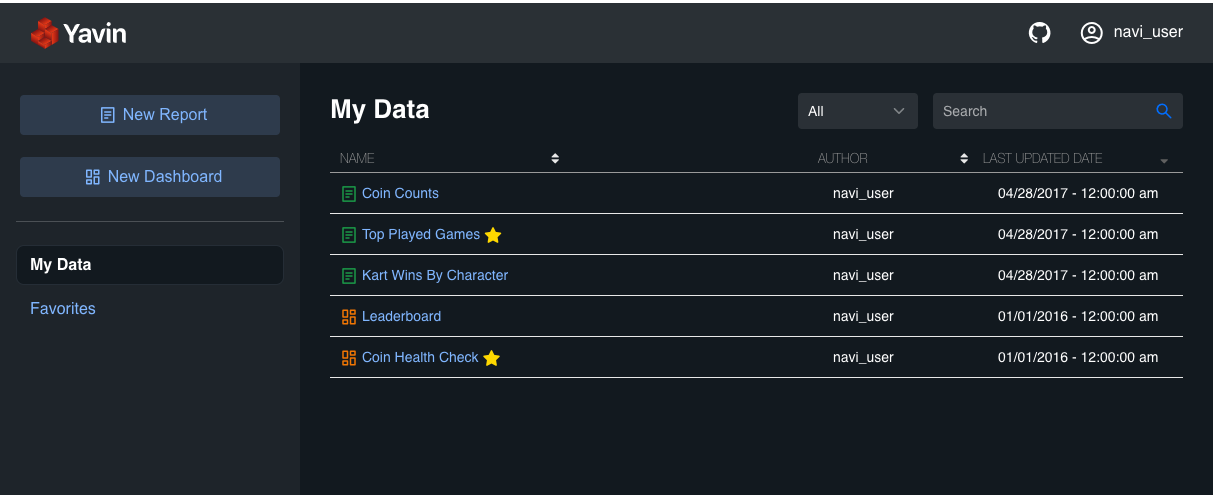 Yavin
navi_user
New Report
New Dashboard
My Data
Favorites
My Data
All
Search
NAME AUTHOR LAST UPDATED DATE
Coin Counts navi_user 04/28/2017 - 12:00:00 am
Top Played Games navi_user 04/28/2017 - 12:00:00 am
Kart Wins By Character navi_user 04/28/2017 - 12:00:00 am
Leaderboard navi_user 01/01/2016 - 12:00:00 am
Coin Health Check navi_user 01/01/2016 - 12:00:00 am